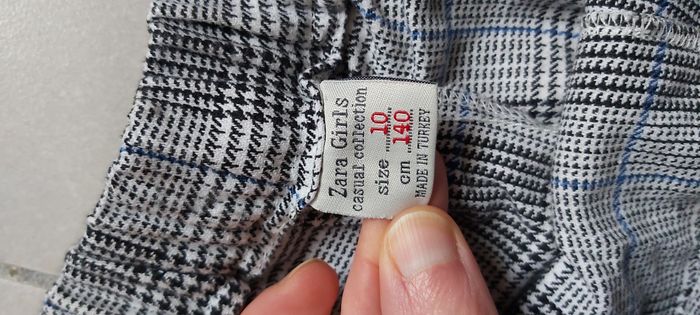 Zara Girls
casual collection
size 10
cm. 140
MADE IN TURKEY